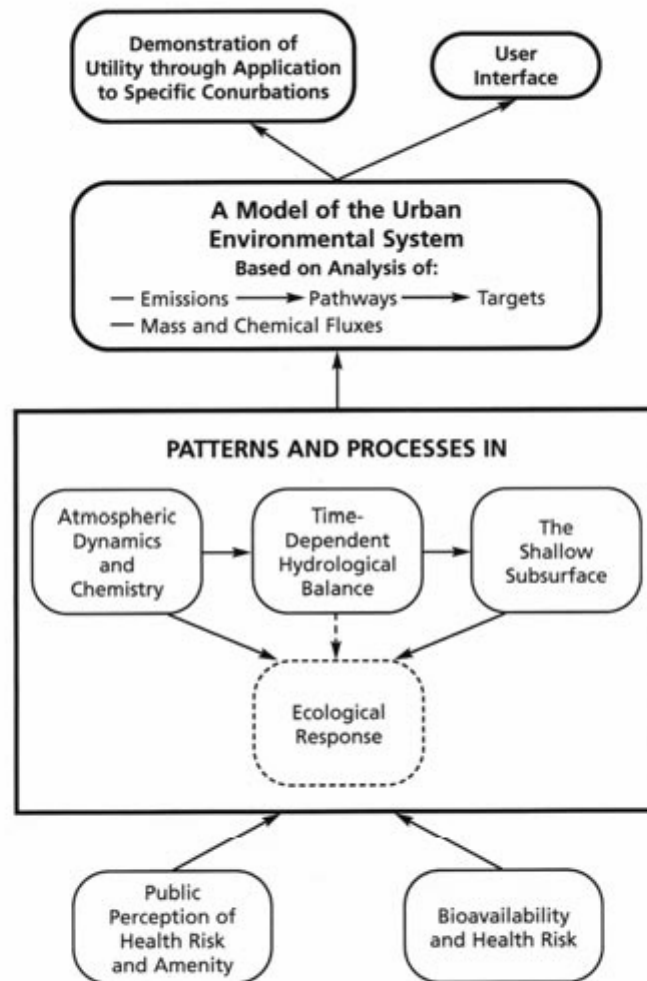 Demonstration of
Utility through Application
to Specific Conurbations
User
Interface
A Model of the Urban
Environmental System
Based on Analysis of:
— Emissions → Pathways → Targets
— Mass and Chemical Fluxes
PATTERNS AND PROCESSES IN
Atmospheric
Dynamics
and
Chemistry
Time-
Dependent
Hydrological
Balance
The
Shallow
Subsurface
Ecological
Response
Public
Perception of
Health Risk
and Amenity
Bioavailability
and Health Risk